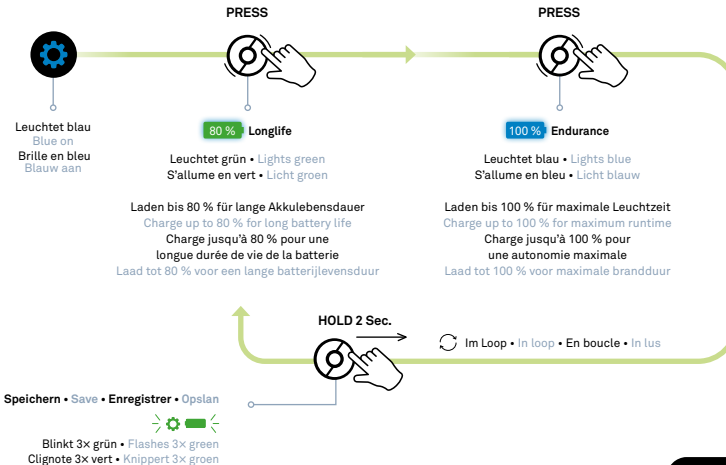 PRESS
PRESS
Leuchtet blau
Blue on
Brille en bleu
Blauw aan
80 % Longlife
Leuchtet grün • Lights green
S'allume en vert • Licht groen
Laden bis 80 % für lange Akkulebensdauer
Charge up to 80 % for long battery life
Charge jusqu'à 80 % pour une
longue durée de vie de la batterie
Laad tot 80 % voor een lange batterijlevensduur
100 % Endurance
Leuchtet blau • Lights blue
S'allume en bleu • Licht blauw
Laden bis 100 % für maximale Leuchtzeit
Charge up to 100 % for maximum runtime
Charge jusqu'à 100 % pour
une autonomie maximale
Laad tot 100 % voor maximale brandduur
HOLD 2 Sec.
Im Loop • In loop • En boucle • In lus
Speichern • Save • Enregistrer • Opslan
Blinkt 3× grün • Flashes 3× green
Clignote 3× vert • Knippert 3× groen